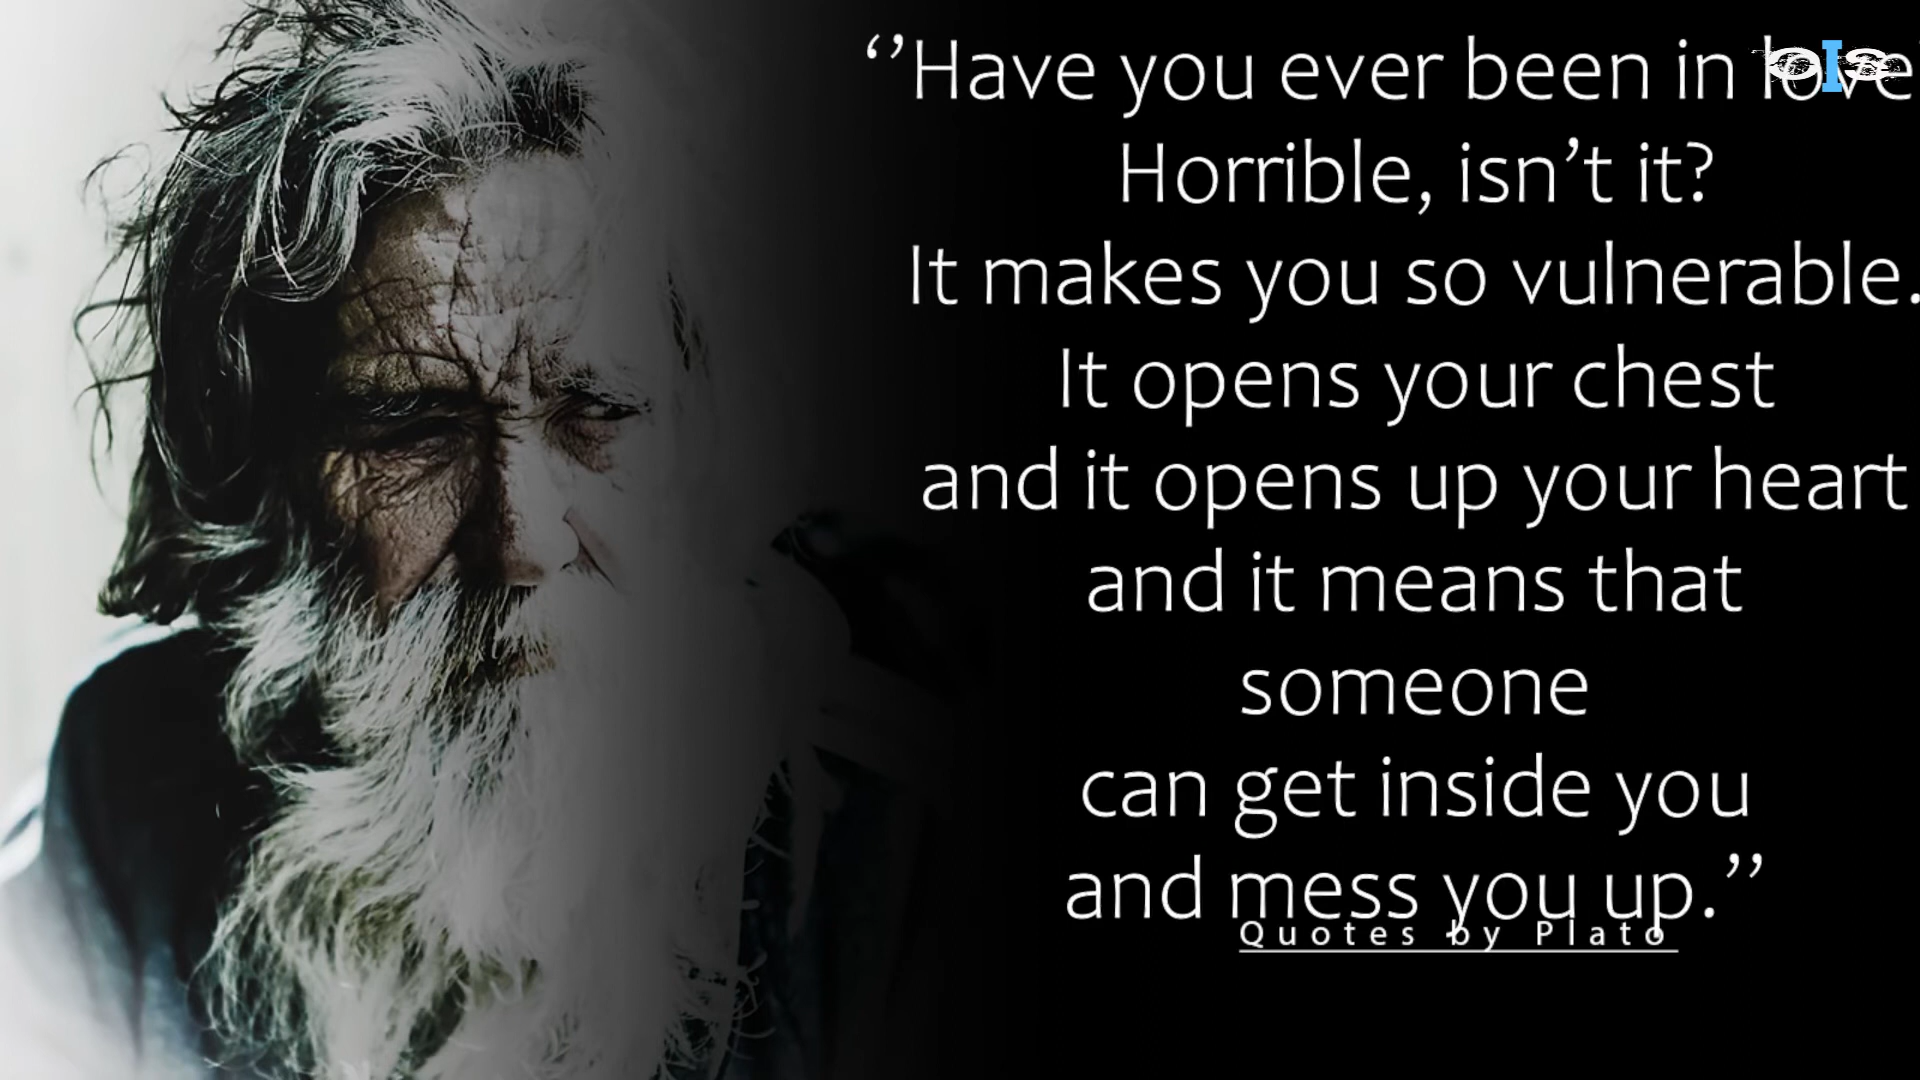 ‘’Have you ever been in love
Horrible, isn’t it?
It makes you so vulnerable.
It opens your chest
and it opens up your heart
and it means that
someone
can get inside you
and mess you up.’’
Quotes by Plato